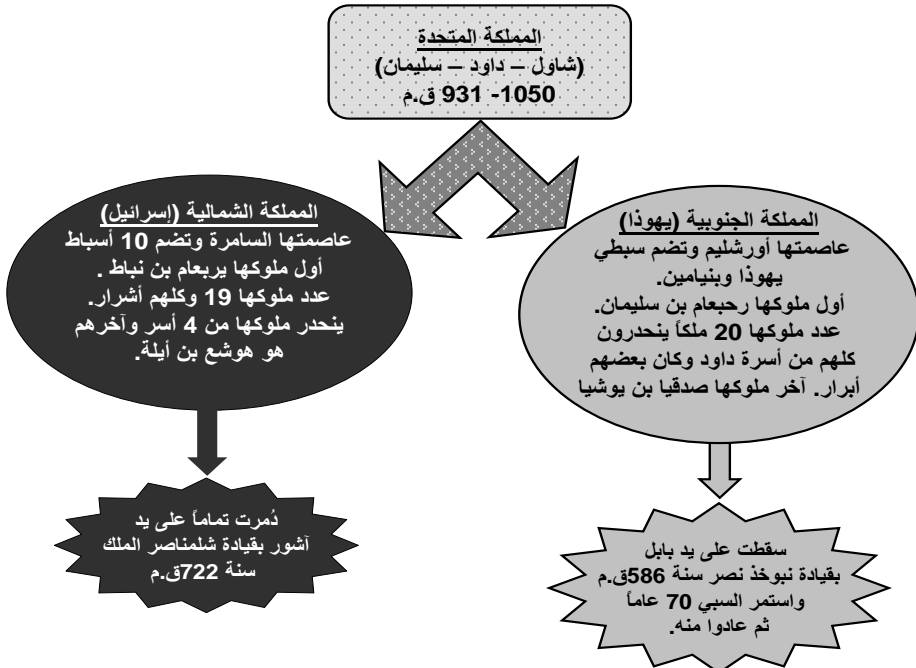 المملكة المتحدة
(شاول – داود – سليمان)
1050- 931 ق.م
المملكة الجنوبية (يهوذا)
عاصمتها أورشليم وتضم سبطي
يهوذا وبنيامين.
أول ملوكها رحبعام بن سليمان.
عدد ملوكها 20 ملكاً ينحدرون
كلهم من أسرة داود وكان بعضهم
أبرار. آخر ملوكها صدقيا بن يوشيا
سقطت على يد بابل
بقيادة نبوخذ نصر سنة 586ق.م
واستمر السبي 70 عاماً
ثم عادوا منه.
المملكة الشمالية (إسرائيل)
عاصمتها السامرة وتضم 10 أسباط
أول ملوكها يربعام بن نباط .
عدد ملوكها 19 وكلهم أشرار.
ينحدر ملوكها من 4 أسر وآخرهم
هو هوشع بن أيلة.
دُمرت تماماً على يد
آشور بقيادة شلمناصر الملك
سنة 722ق.م